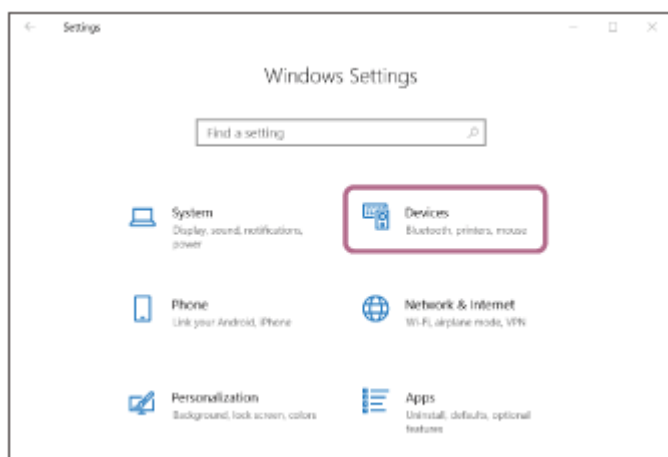 Settings
Windows Settings
Find a setting
System
Display, sound, notifications,
power
Devices
Bluetooth, printers, mouse
Phone
Link your Android, iPhone
Network & Internet
Wi-Fi, airplane mode, VPN
Personalization
Background, lock screen, colors
Apps
Uninstall, defaults, optional
features